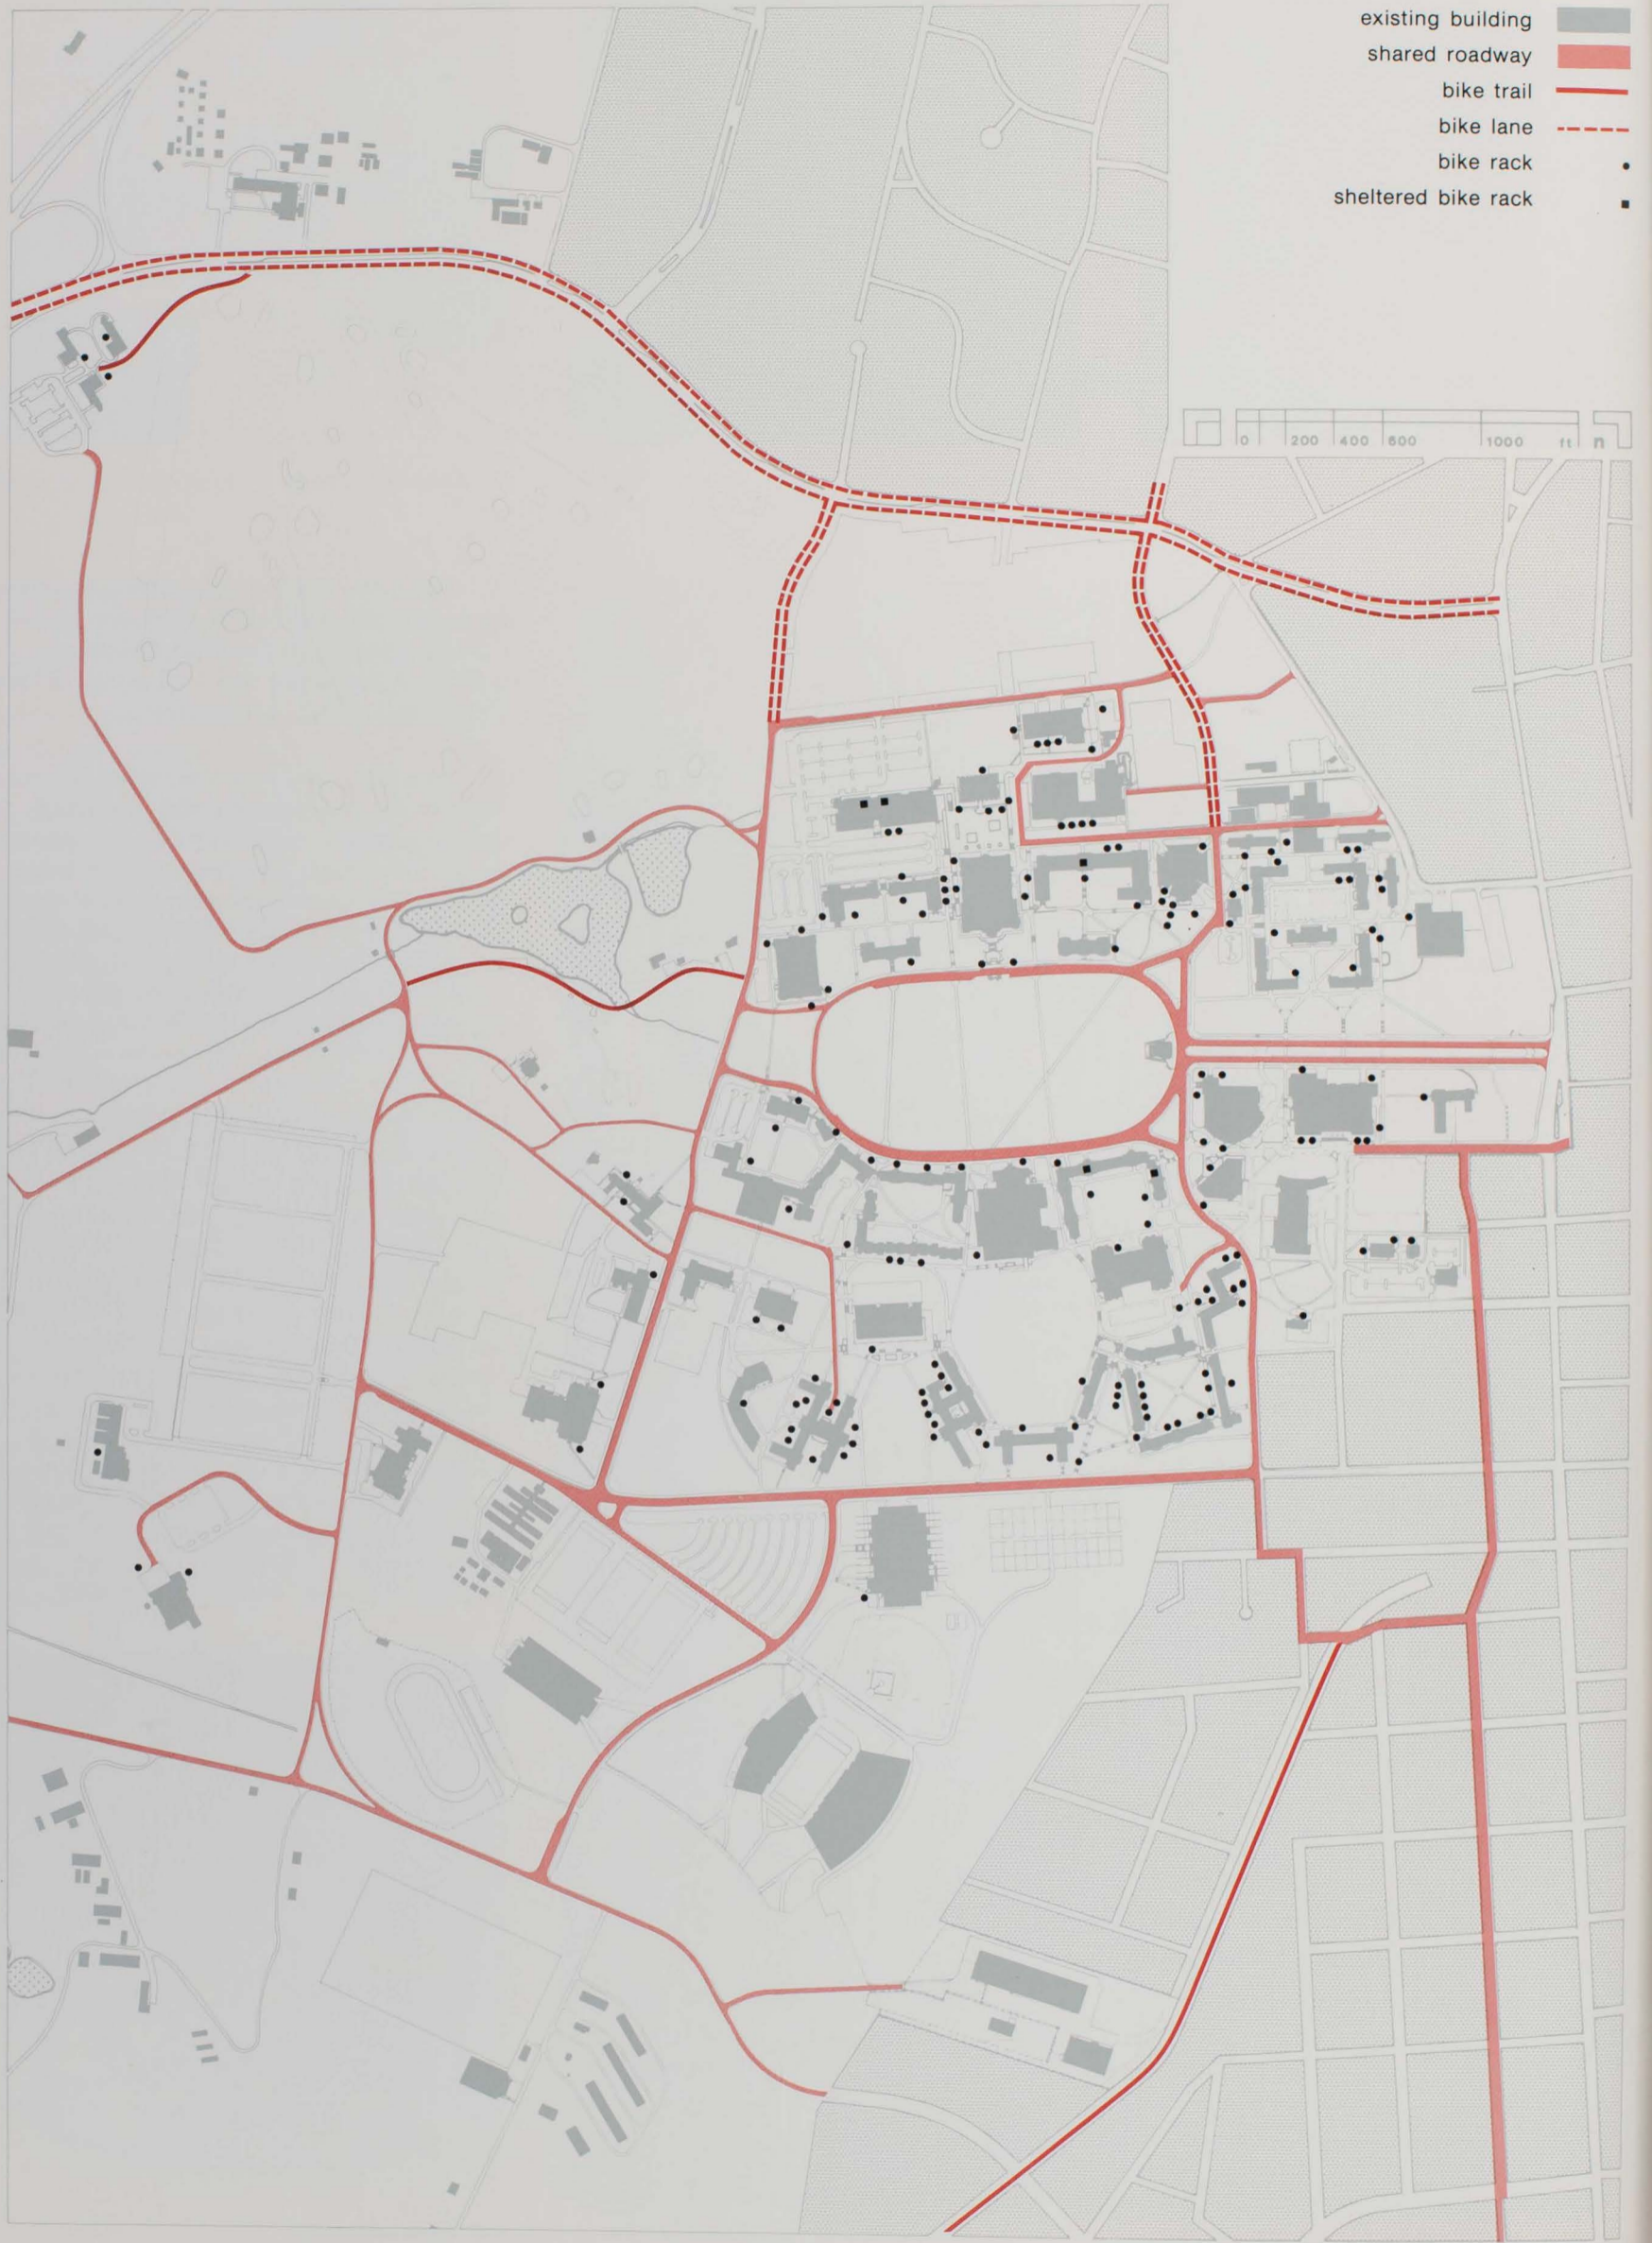 existing building
shared roadway
bike trail
bike lane
bike rack
sheltered bike rack
0 200 400 600 1000 ft n